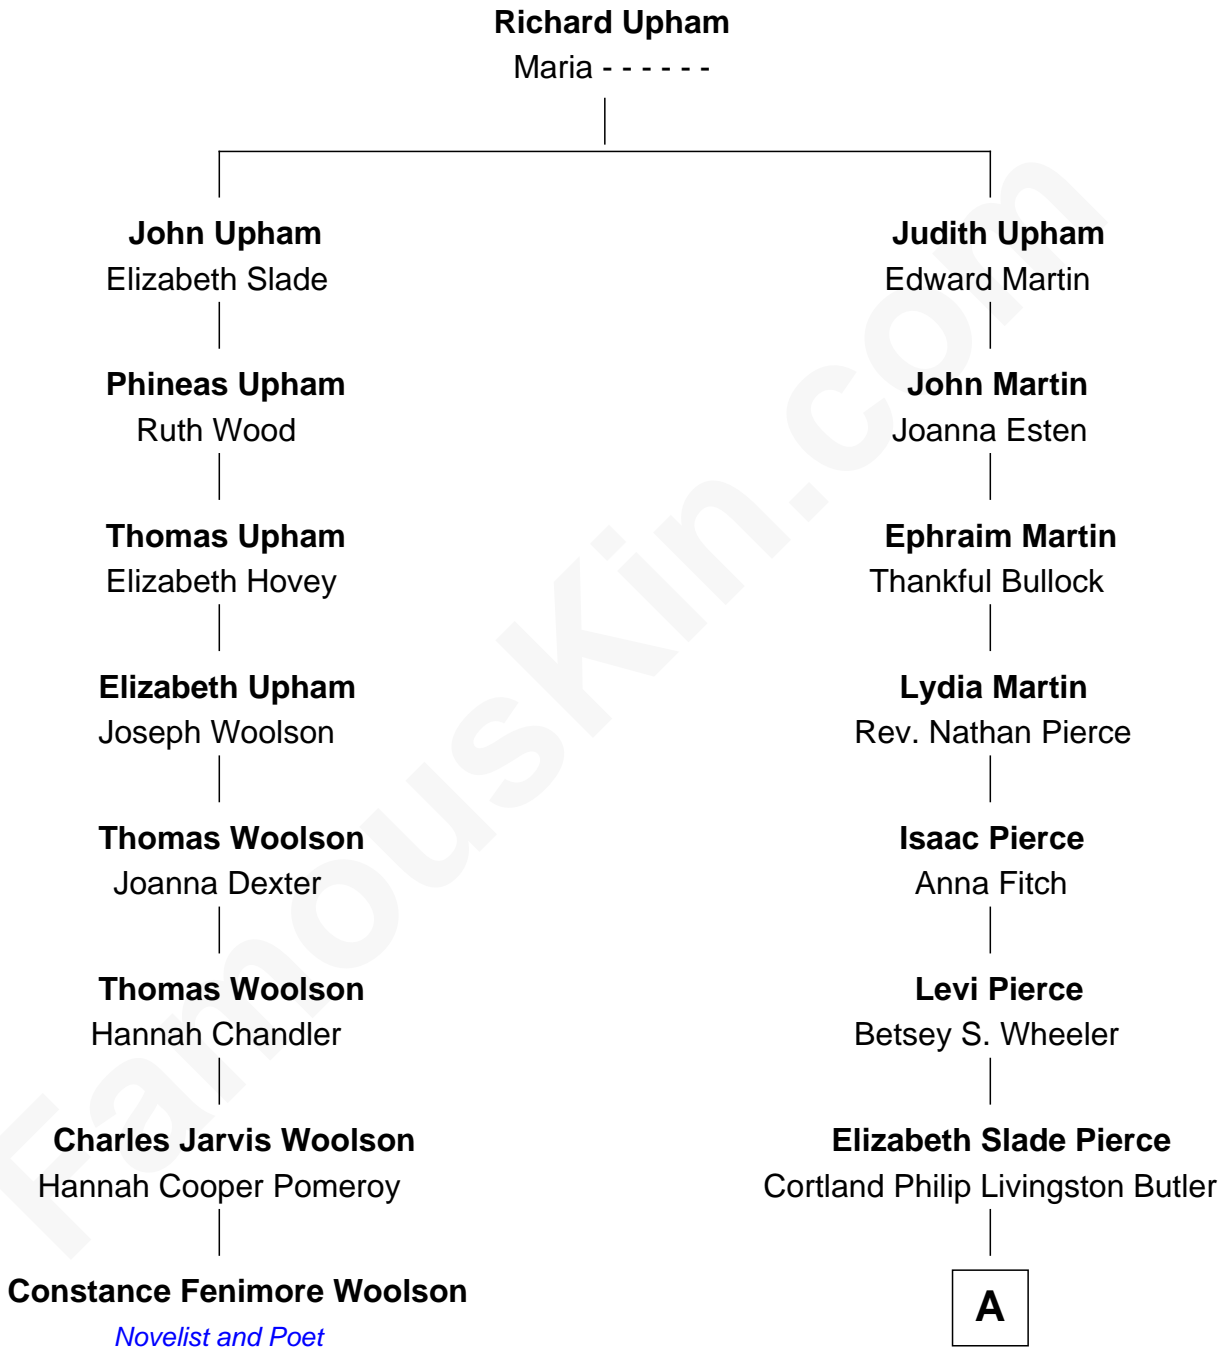 Richard Upham
Maria - - - - - -
John Upham
Elizabeth Slade
Judith Upham
Edward Martin
Phineas Upham
Ruth Wood
John Martin
Joanna Esten
Thomas Upham
Elizabeth Hovey
Ephraim Martin
Thankful Bullock
Elizabeth Upham
Joseph Woolson
Lydia Martin
Rev. Nathan Pierce
Thomas Woolson
Joanna Dexter
Isaac Pierce
Anna Fitch
Thomas Woolson
Hannah Chandler
Levi Pierce
Betsey S. Wheeler
Charles Jarvis Woolson
Hannah Cooper Pomeroy
Elizabeth Slade Pierce
Cortland Philip Livingston Butler
Constance Fenimore Woolson
Novelist and Poet
A
FamousKin.com